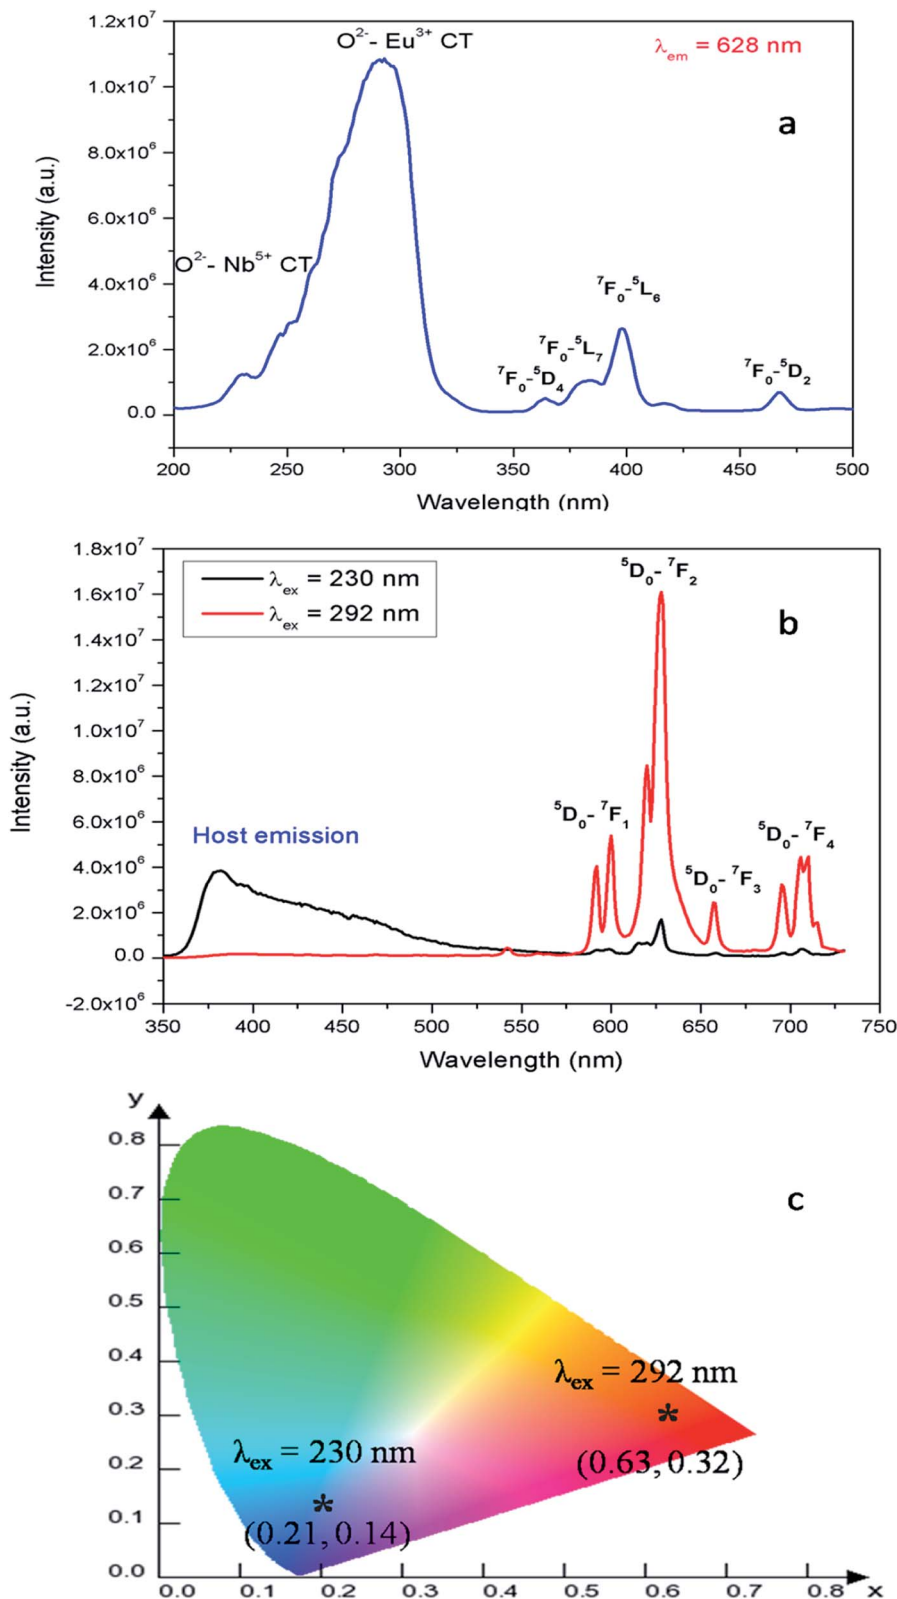 1.2x10⁷
O²⁻- Eu³⁺ CT
λem = 628 nm
1.0x10⁷
a
8.0x10⁶
6.0x10⁶
O²⁻- Nb⁵⁺ CT
4.0x10⁶
⁷F₀-⁵L₆
2.0x10⁶
⁷F₀-⁵L₇
⁷F₀-⁵D₄
⁷F₀-⁵D₂
0.0
Intensity (a.u.)
200 250 300 350 400 450 500
Wavelength (nm)
1.8x10⁷
λex = 230 nm
λex = 292 nm
⁵D₀- ⁷F₂
1.6x10⁷
b
1.4x10⁷
1.2x10⁷
1.0x10⁷
8.0x10⁶
6.0x10⁶
⁵D₀- ⁷F₁
Host emission
⁵D₀- ⁷F₄
4.0x10⁶
⁵D₀- ⁷F₃
2.0x10⁶
0.0
-2.0x10⁶
Intensity (a.u.)
350 400 450 500 550 600 650 700 750
Wavelength (nm)
y
0.8
c
0.7
0.6
0.5
0.4
λex = 292 nm
0.3
*
(0.63, 0.32)
λex = 230 nm
0.2
*
0.1
(0.21, 0.14)
0.0
0.0 0.1 0.2 0.3 0.4 0.5 0.6 0.7 0.8 x